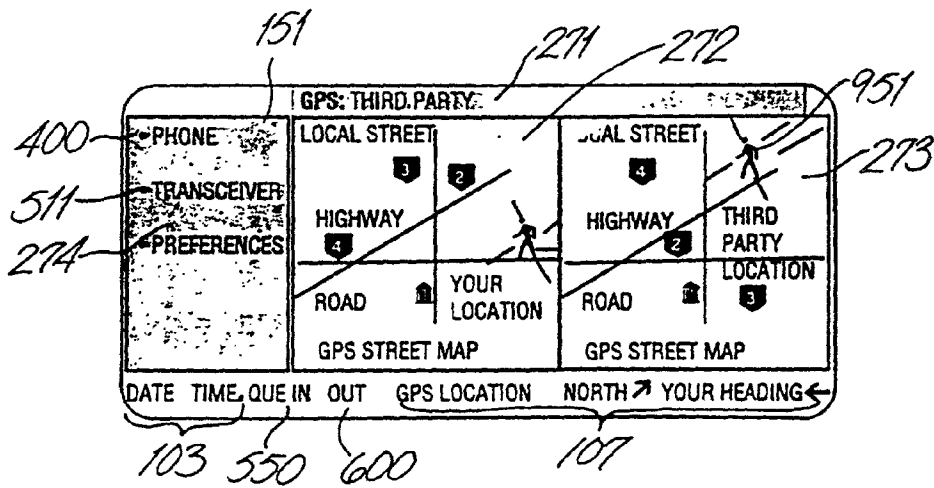 151
271
272
951
GPS: THIRD PARTY
400
PHONE
LOCAL STREET
3
2
LOCAL STREET
4
273
511
TRANSCEIVER
HIGHWAY
HIGHWAY
THIRD
PARTY
LOCATION
274
PREFERENCES
4
2
ROAD
YOUR
LOCATION
ROAD
3
GPS STREET MAP
GPS STREET MAP
DATE TIME QUE IN OUT GPS LOCATION NORTH YOUR HEADING
103 550 600 107